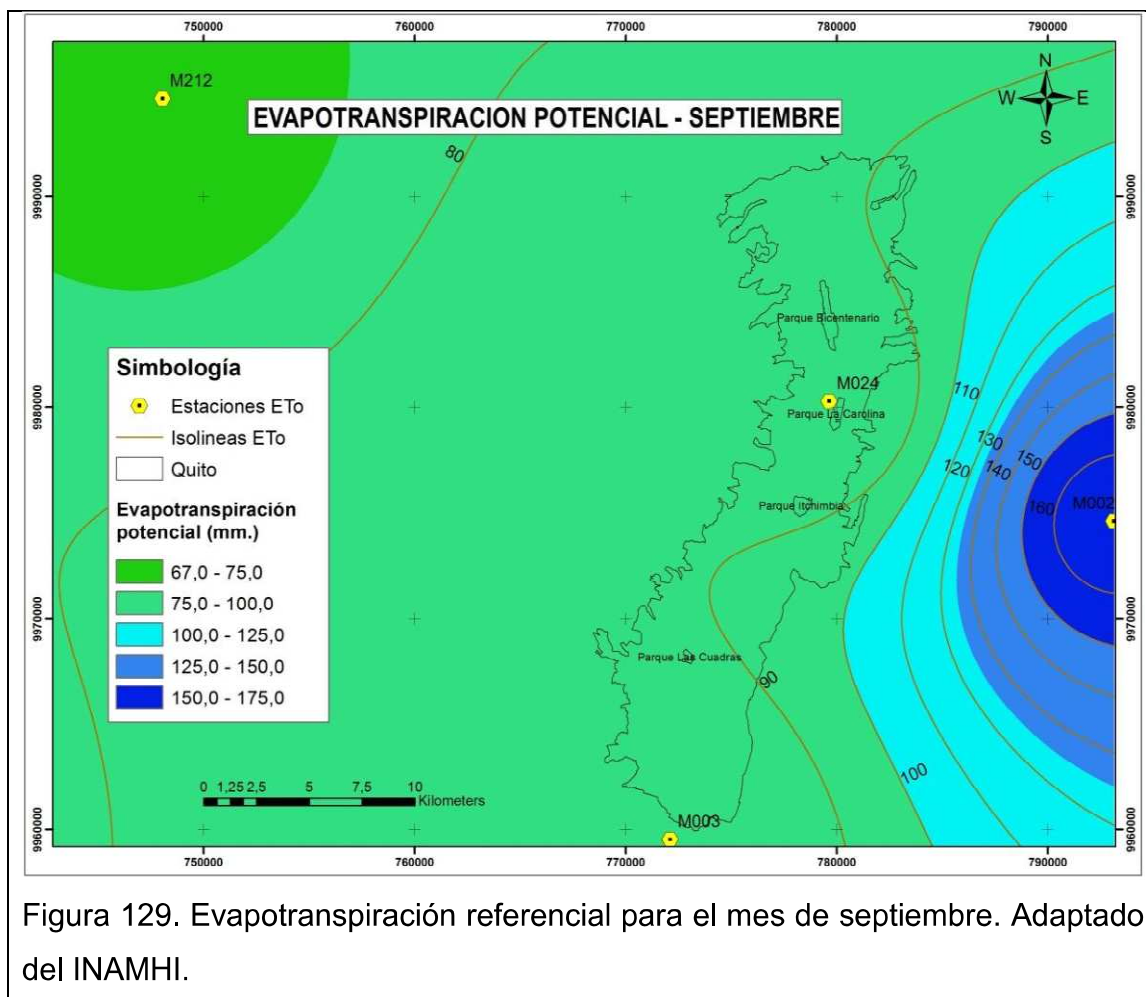 750000 760000 770000 780000 790000
M212
N
W E
S
EVAPOTRANSPIRACION POTENCIAL - SEPTIEMBRE
80
9990000 9990000
Parque Bicentenario
Simbología
Estaciones ETo
Isolineas ETo
Quito
Evapotranspiración
potencial (mm.)
67,0 - 75,0
75,0 - 100,0
100,0 - 125,0
125,0 - 150,0
150,0 - 175,0
M024
9980000 9980000
Parque La Carolina
110
130
150
120
140
160
M002
Parque Itchimbia
9970000 9970000
Parque Las Cuadras
90
100
0 1,25 2,5 5 7,5 10
Kilometers
M003
9960000 9960000
750000 760000 770000 780000 790000
Figura 129. Evapotranspiración referencial para el mes de septiembre. Adaptado
del INAMHI.